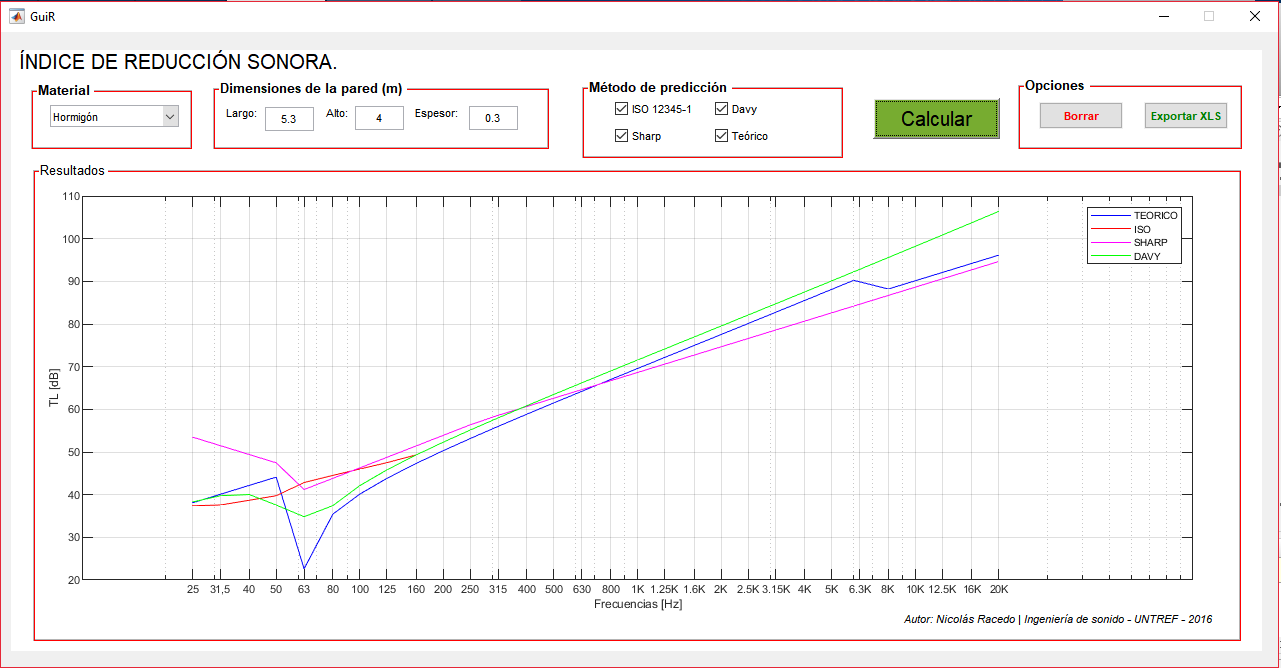 GuiR
ÍNDICE DE REDUCCIÓN SONORA.
Material
Hormigón
Dimensiones de la pared (m)
Largo: 5.3 Alto: 4 Espesor: 0.3
Método de predicción
ISO 12345-1 Davy
Sharp Teórico
Calcular
Opciones
Borrar Exportar XLS
Resultados
110
100
90
80
70
60
50
40
30
20
TL [dB]
TEORICO
ISO
SHARP
DAVY
25 31,5 40 50 63 80 100 125 160 200 250 315 400 500 630 800 1K 1.25K 1.6K 2K 2.5K 3.15K 4K 5K 6.3K 8K 10K 12.5K 16K 20K
Frecuencias [Hz]
Autor: Nicolás Racedo | Ingeniería de sonido - UNTREF - 2016